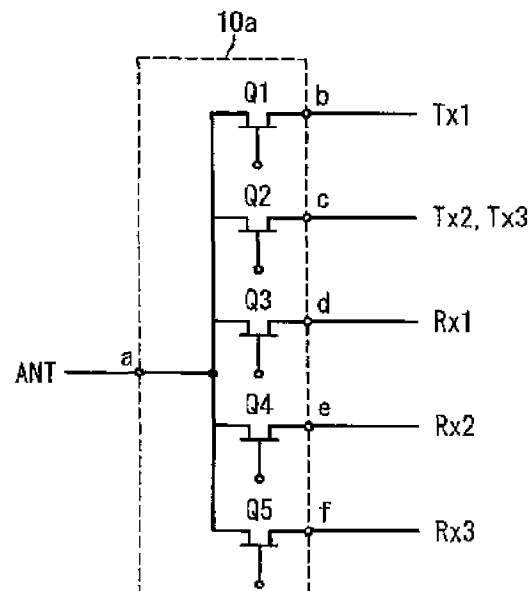 10a
Q1 b Tx1
Q2 c Tx2, Tx3
Q3 d Rx1
ANT a
Q4 e Rx2
Q5 f Rx3